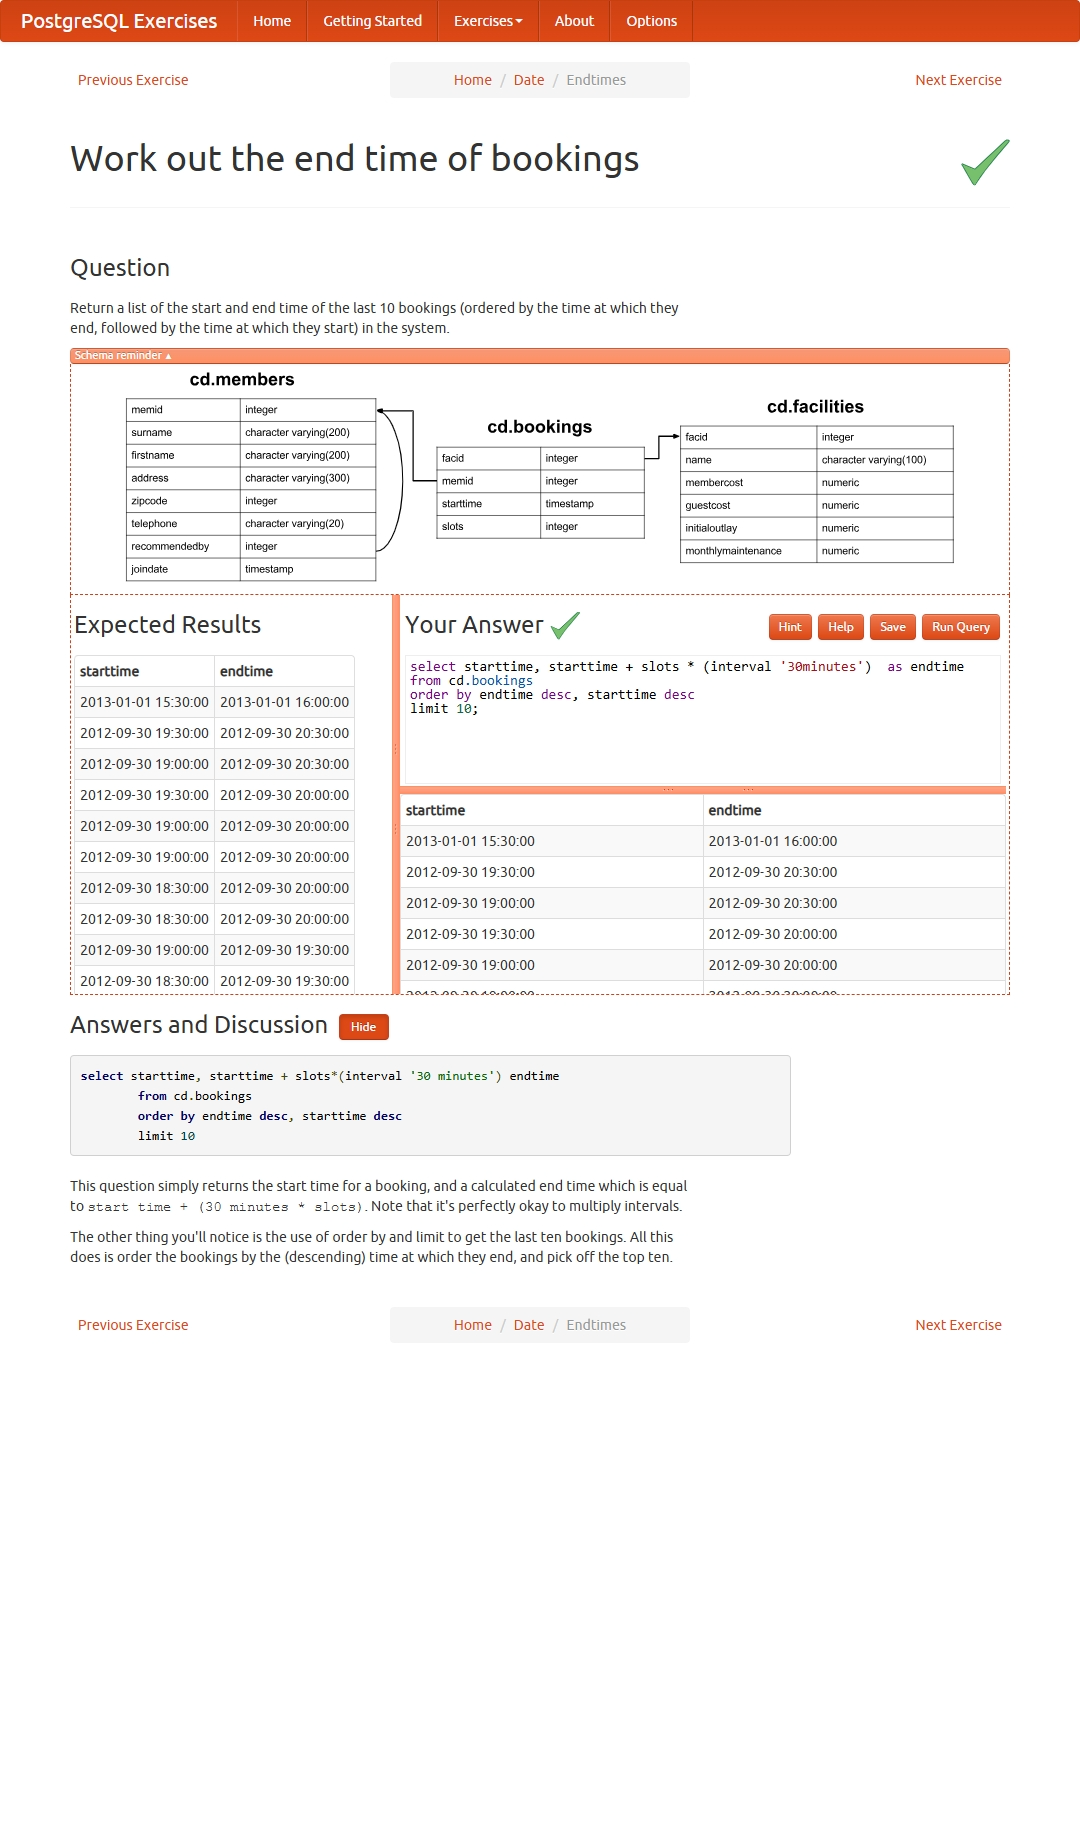 PostgreSQL Exercises Home Getting Started Exercises About Options
Previous Exercise Home / Date / Endtimes Next Exercise
Work out the end time of bookings
Question
Return a list of the start and end time of the last 10 bookings (ordered by the time at which they
end, followed by the time at which they start) in the system.
Schema reminder
cd.members
memid integer
surname character varying(200)
firstname character varying(200)
address character varying(300)
zipcode integer
telephone character varying(20)
recommendedby integer
joindate timestamp
cd.bookings
facid integer
memid integer
starttime timestamp
slots integer
cd.facilities
facid integer
name character varying(100)
membercost numeric
guestcost numeric
initialoutlay numeric
monthlymaintenance numeric
Expected Results
starttime endtime
2013-01-01 15:30:00 2013-01-01 16:00:00
2012-09-30 19:30:00 2012-09-30 20:30:00
2012-09-30 19:00:00 2012-09-30 20:30:00
2012-09-30 19:30:00 2012-09-30 20:00:00
2012-09-30 19:00:00 2012-09-30 20:00:00
2012-09-30 19:00:00 2012-09-30 20:00:00
2012-09-30 18:30:00 2012-09-30 20:00:00
2012-09-30 18:30:00 2012-09-30 20:00:00
2012-09-30 19:00:00 2012-09-30 19:30:00
2012-09-30 18:30:00 2012-09-30 19:30:00
Your Answer Hint Help Save Run Query
select starttime, starttime + slots * (interval '30minutes')  as endtime
from cd.bookings
order by endtime desc, starttime desc
limit 10;
starttime endtime
2013-01-01 15:30:00 2013-01-01 16:00:00
2012-09-30 19:30:00 2012-09-30 20:30:00
2012-09-30 19:00:00 2012-09-30 20:30:00
2012-09-30 19:30:00 2012-09-30 20:00:00
2012-09-30 19:00:00 2012-09-30 20:00:00
Answers and Discussion Hide
select starttime, starttime + slots*(interval '30 minutes') endtime
from cd.bookings
order by endtime desc, starttime desc
limit 10
This question simply returns the start time for a booking, and a calculated end time which is equal
to start time + (30 minutes * slots). Note that it's perfectly okay to multiply intervals.
The other thing you'll notice is the use of order by and limit to get the last ten bookings. All this
does is order the bookings by the (descending) time at which they end, and pick off the top ten.
Previous Exercise Home / Date / Endtimes Next Exercise